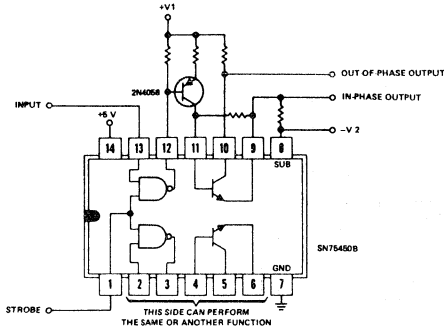 +V1
2N4058
OUT-OF-PHASE OUTPUT
IN-PHASE OUTPUT
INPUT
+5 V
-V 2
14 13 12 11 10 9 8
SUB
SN75450B
GND
1 2 3 4 5 6 7
STROBE
THIS SIDE CAN PERFORM
THE SAME OR ANOTHER FUNCTION